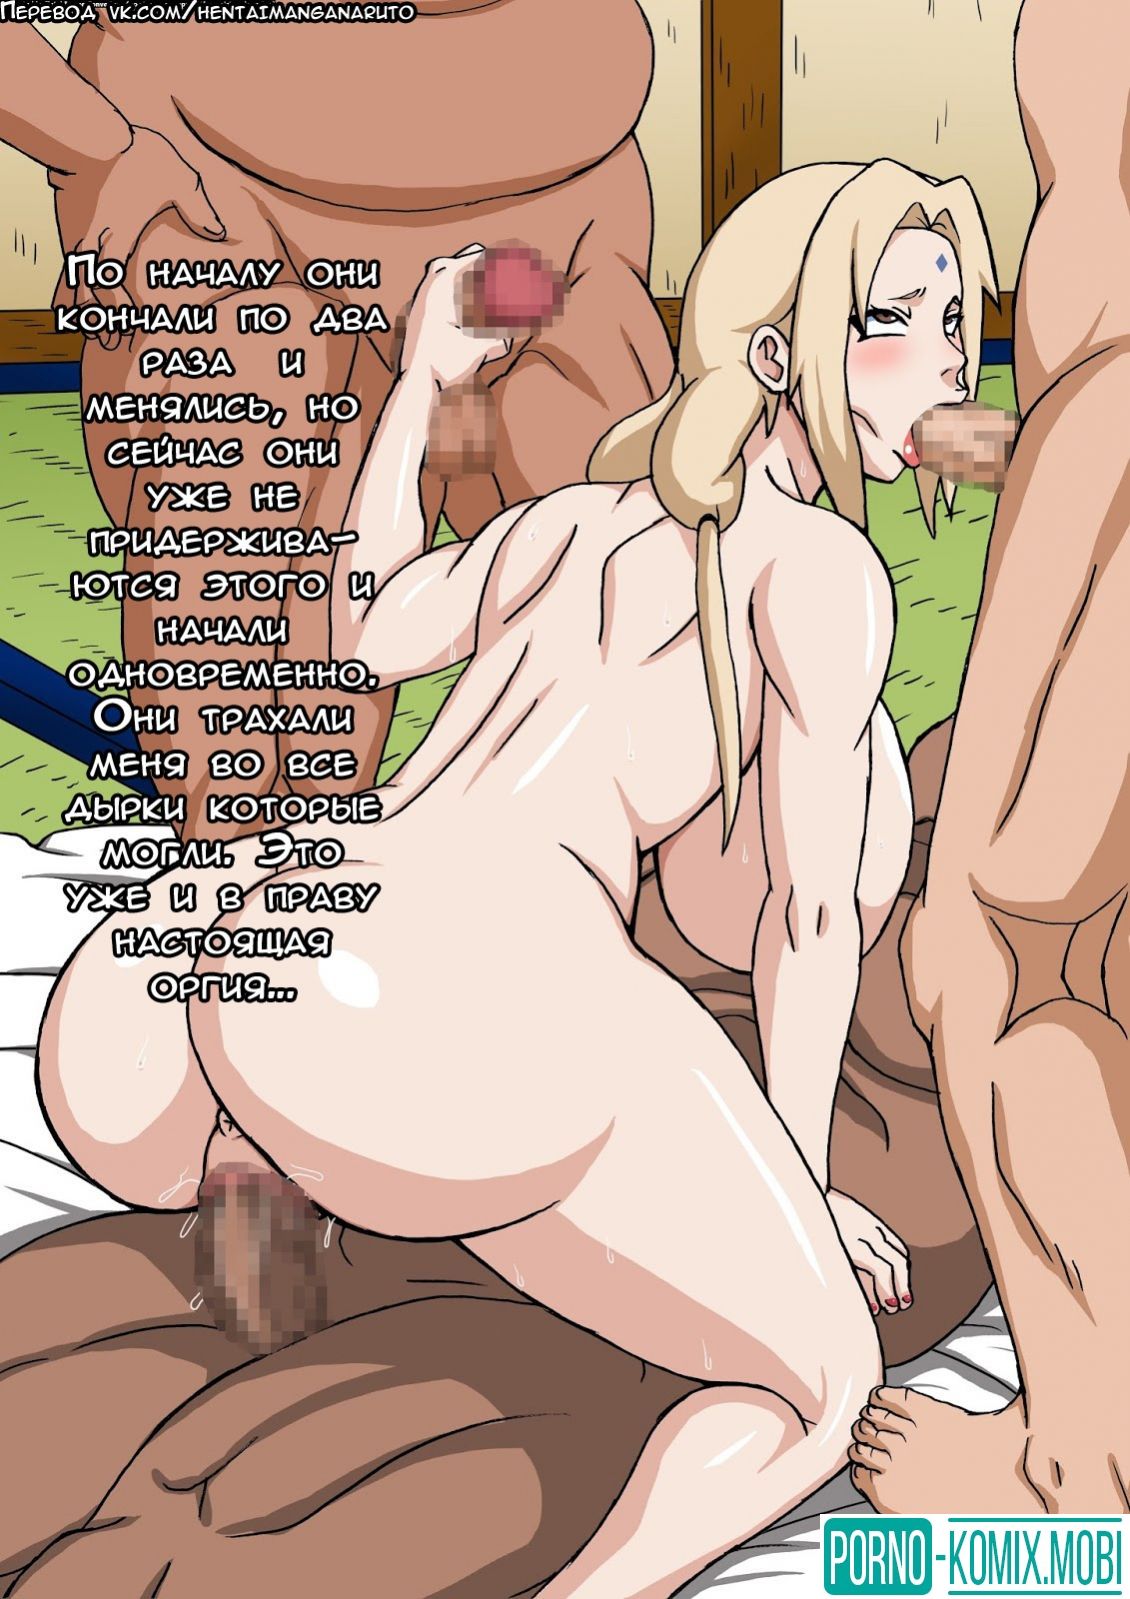 Перевод vk.com/hentaimanganaruto
По началу они
кончали по два
раза и
менялись, но
сейчас они
уже не
придержива-
ются этого и
начали
одновременно.
Они трахали
меня во все
дырки которые
могли. Это
уже и в праву
настоящая
оргия...
PORNO-KOMIX.MOBI